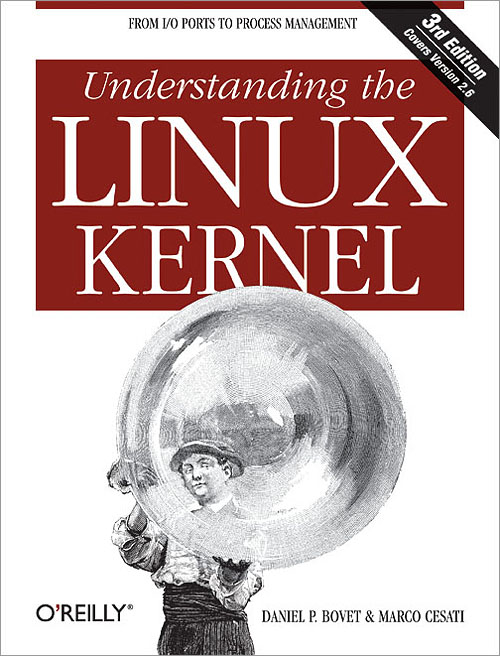 FROM I/O PORTS TO PROCESS MANAGEMENT
3rd Edition
Covers Version 2.6
Understanding the
LINUX
KERNEL
O'REILLY®
DANIEL P. BOVET & MARCO CESATI